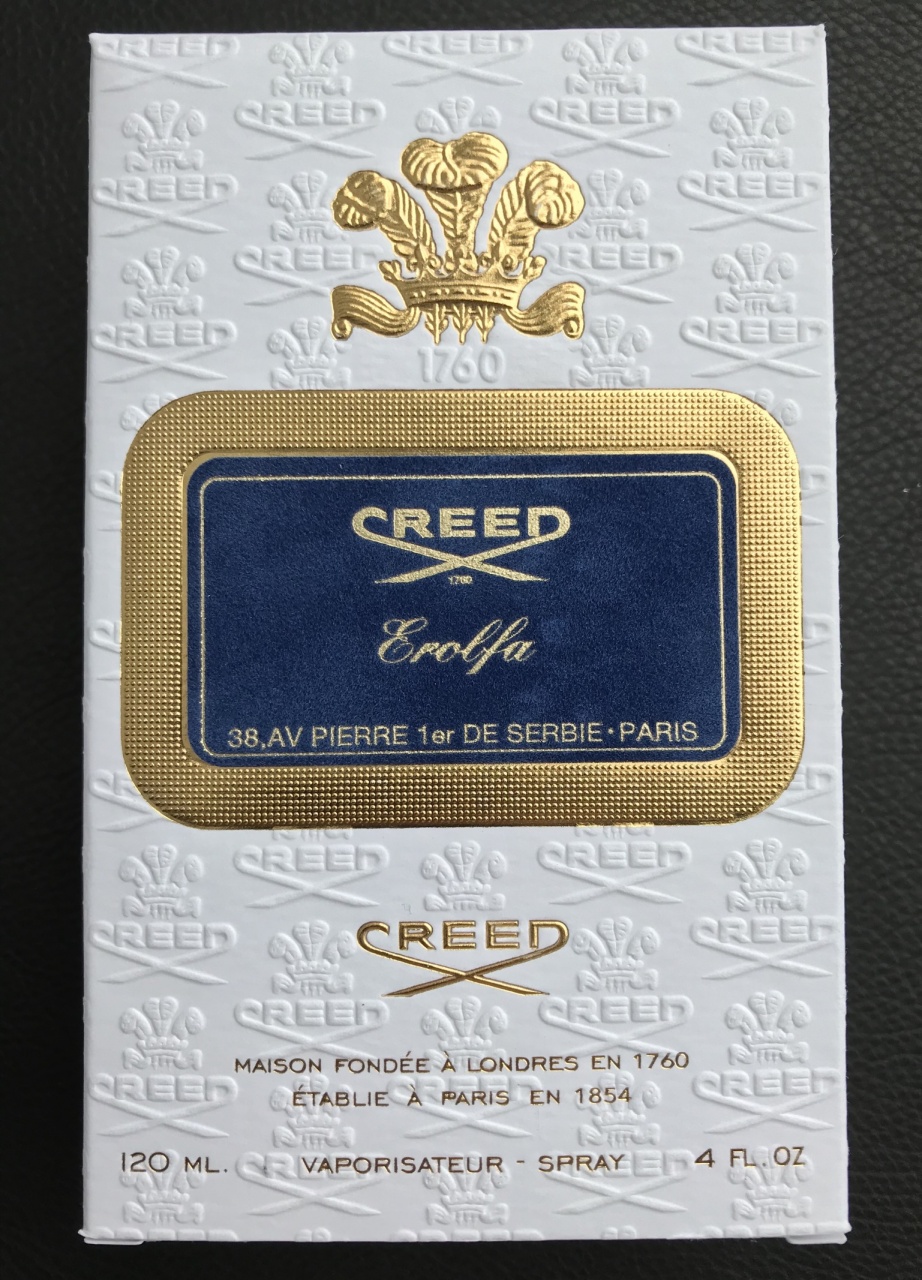 1760
CREED
1760
Erolfa
38,AV PIERRE 1er DE SERBIE•PARIS
CREED
MAISON FONDÉE À LONDRES EN 1760
ÉTABLIE À PARIS EN 1854
120 ML. VAPORISATEUR - SPRAY 4 FL. OZ